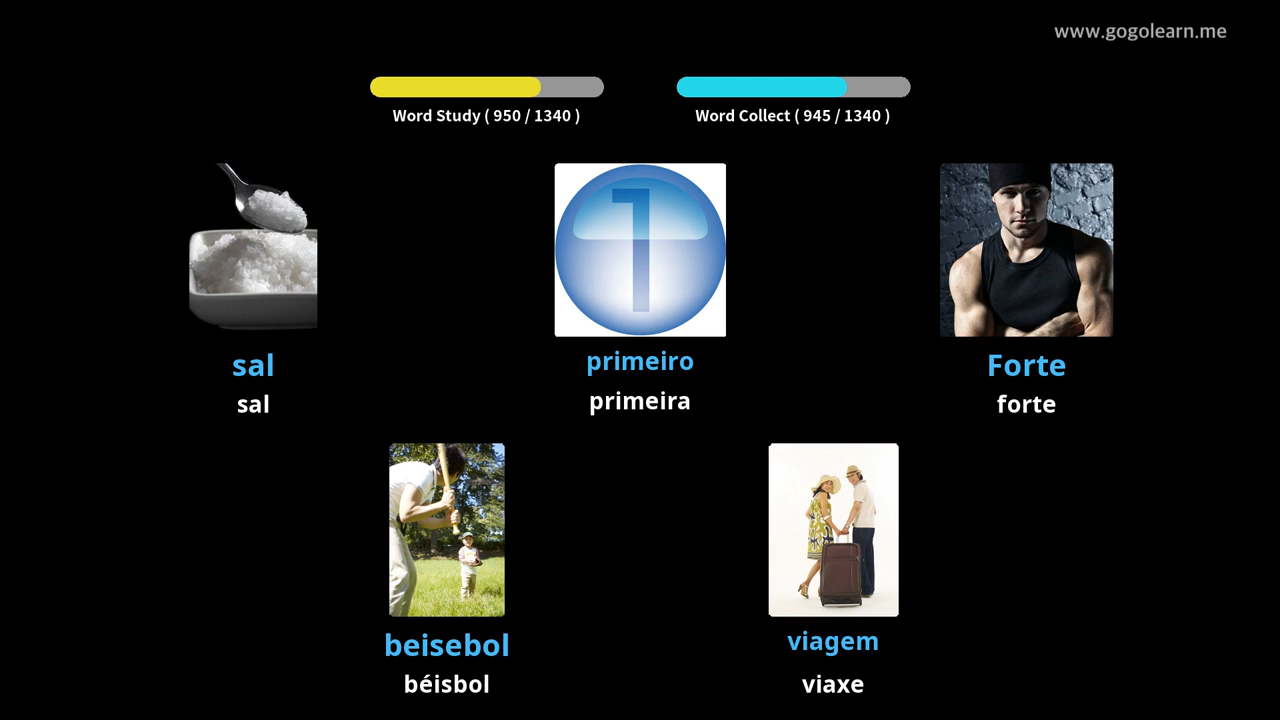 www.gogolearn.me
Word Study ( 950 / 1340 )
Word Collect ( 945 / 1340 )
1
sal
sal
primeiro
primeira
Forte
forte
beisebol
béisbol
viagem
viaxe